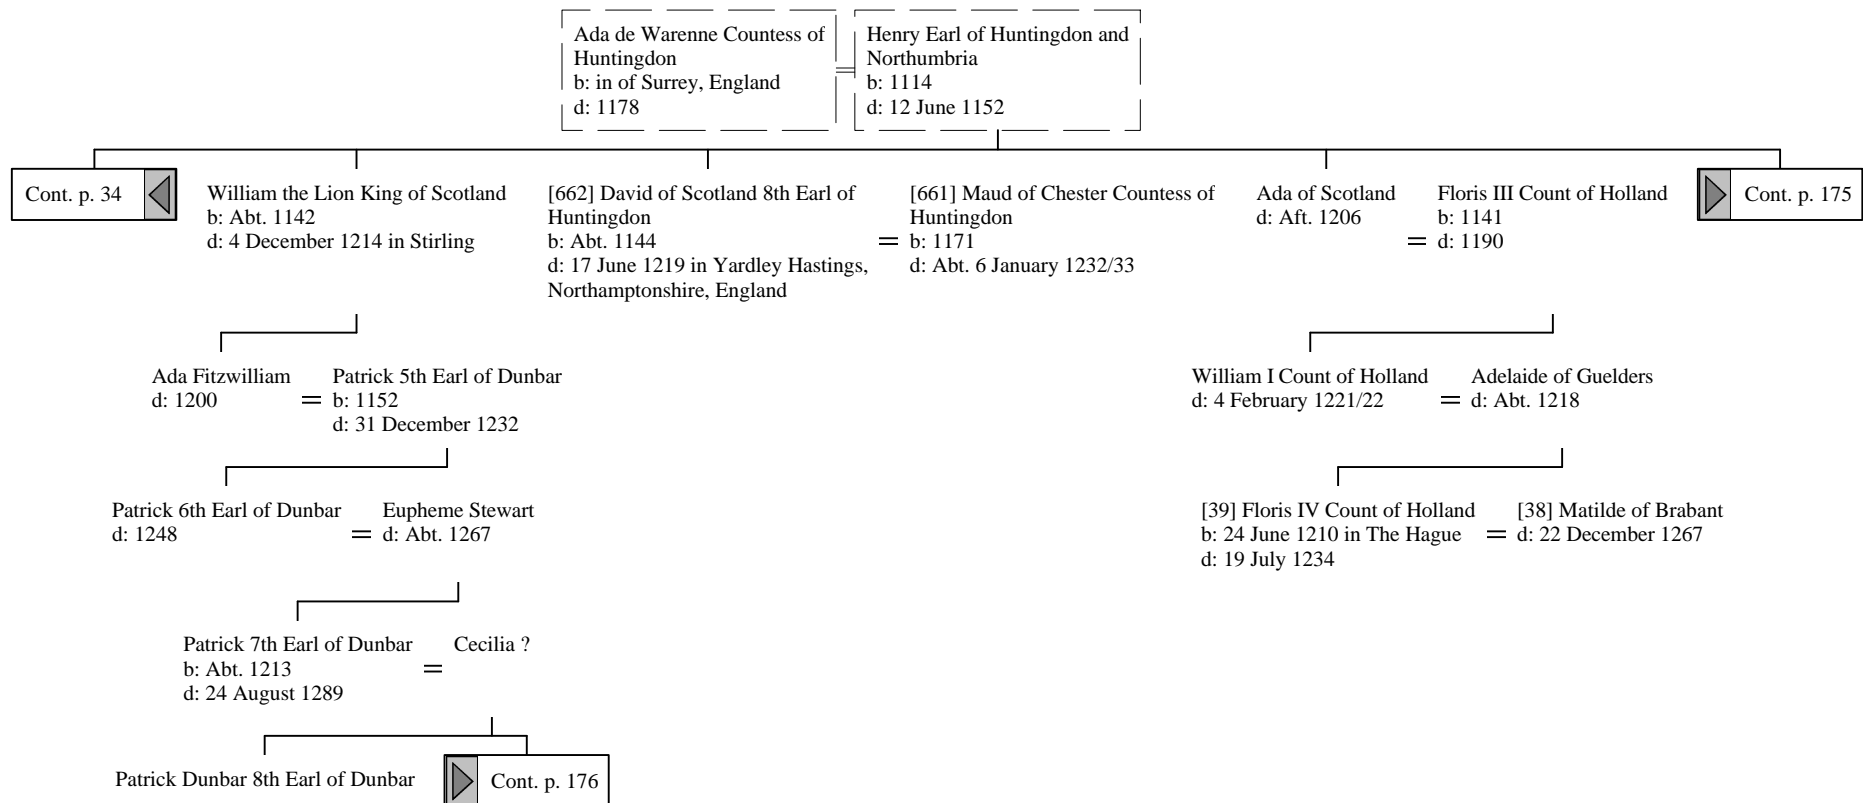 Ada de Warenne Countess of
Huntingdon
b: in of Surrey, England
d: 1178
Henry Earl of Huntingdon and
Northumbria
b: 1114
d: 12 June 1152
Cont. p. 34
William the Lion King of Scotland
b: Abt. 1142
d: 4 December 1214 in Stirling
[662] David of Scotland 8th Earl of
Huntingdon
b: Abt. 1144
d: 17 June 1219 in Yardley Hastings,
Northamptonshire, England
=
[661] Maud of Chester Countess of
Huntingdon
b: 1171
d: Abt. 6 January 1232/33
Ada of Scotland
d: Aft. 1206
=
Floris III Count of Holland
b: 1141
d: 1190
Cont. p. 175
Ada Fitzwilliam
d: 1200
=
Patrick 5th Earl of Dunbar
b: 1152
d: 31 December 1232
William I Count of Holland
d: 4 February 1221/22
=
Adelaide of Guelders
d: Abt. 1218
Patrick 6th Earl of Dunbar
d: 1248
=
Eupheme Stewart
d: Abt. 1267
[39] Floris IV Count of Holland
b: 24 June 1210 in The Hague
d: 19 July 1234
=
[38] Matilde of Brabant
d: 22 December 1267
Patrick 7th Earl of Dunbar
b: Abt. 1213
d: 24 August 1289
=
Cecilia ?
Patrick Dunbar 8th Earl of Dunbar
Cont. p. 176